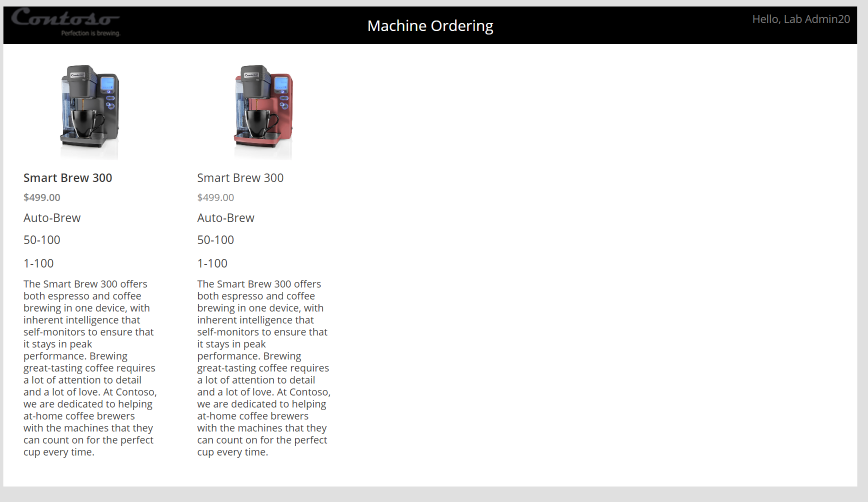 Contoso
Perfection is brewing.
Machine Ordering
Hello, Lab Admin20
Smart Brew 300
$499.00
Auto-Brew
50-100
1-100
The Smart Brew 300 offers
both espresso and coffee
brewing in one device, with
inherent intelligence that
self-monitors to ensure that
it stays in peak
performance. Brewing
great-tasting coffee requires
a lot of attention to detail
and a lot of love. At Contoso,
we are dedicated to helping
at-home coffee brewers
with the machines that they
can count on for the perfect
cup every time.
Smart Brew 300
$499.00
Auto-Brew
50-100
1-100
The Smart Brew 300 offers
both espresso and coffee
brewing in one device, with
inherent intelligence that
self-monitors to ensure that
it stays in peak
performance. Brewing
great-tasting coffee requires
a lot of attention to detail
and a lot of love. At Contoso,
we are dedicated to helping
at-home coffee brewers
with the machines that they
can count on for the perfect
cup every time.